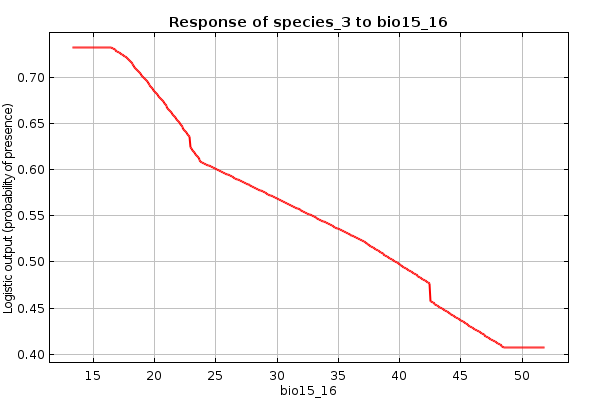 Response of species_3 to bio15_16
Logistic output (probability of presence)
0.70
0.65
0.60
0.55
0.50
0.45
0.40
15 20 25 30 35 40 45 50
bio15_16